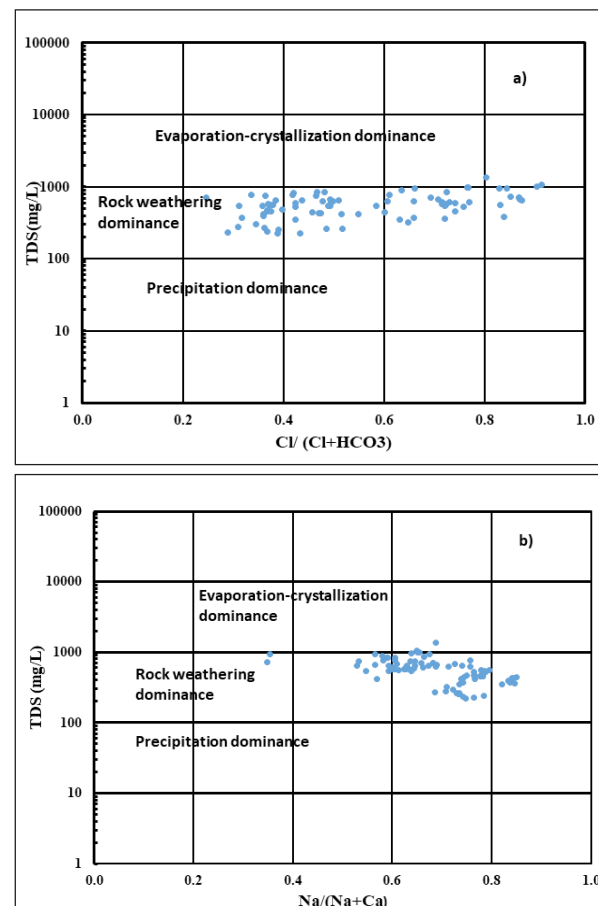 100000
a)
10000
Evaporation-crystallization dominance
1000
Rock weathering
dominance
TDS(mg/L)
100
Precipitation dominance
10
1
0.0 0.2 0.4 0.6 0.8 1.0
Cl/ (Cl+HCO3)
100000
b)
10000
Evaporation-crystallization
dominance
1000
Rock weathering
dominance
TDS (mg/L)
100
Precipitation dominance
10
1
0.0 0.2 0.4 0.6 0.8 1.0
Na/(Na+Ca)